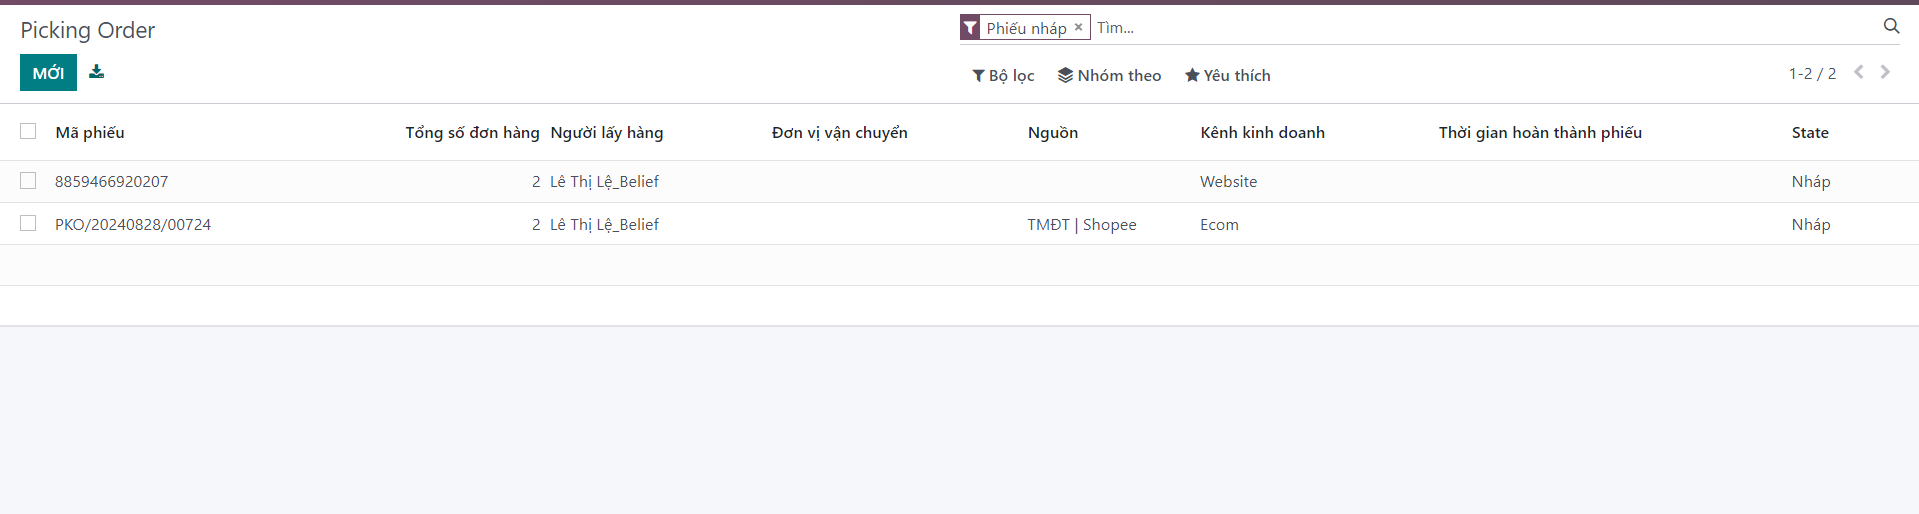 Picking Order
Phiếu nháp × Tìm...
MỚI
Bộ lọc Nhóm theo Yêu thích 1-2 / 2
Mã phiếu Tổng số đơn hàng Người lấy hàng Đơn vị vận chuyển Nguồn Kênh kinh doanh Thời gian hoàn thành phiếu State
8859466920207 2 Lê Thị Lệ_Belief Website Nháp
PKO/20240828/00724 2 Lê Thị Lệ_Belief TMĐT | Shopee Ecom Nháp